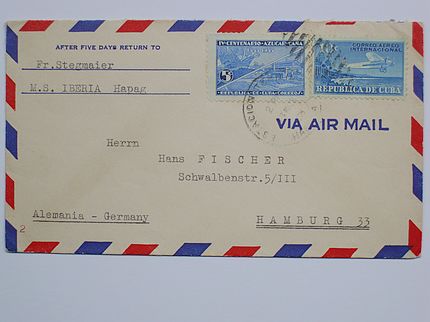 AFTER FIVE DAYS RETURN TO
Fr.Stegmaier
M.S. IBERIA Hapag
IV-CENTENARIO-AZUCAR-CANA
REPUBLICA-DE-CUBA-CORREOS
CORREO AEREO
INTERNACIONAL
REPUBLICA DE CUBA
VIA AIR MAIL
Herrn
Hans FISCHER
Schwalbenstr.5/III
Alemania - Germany
HAMBURG 33
2